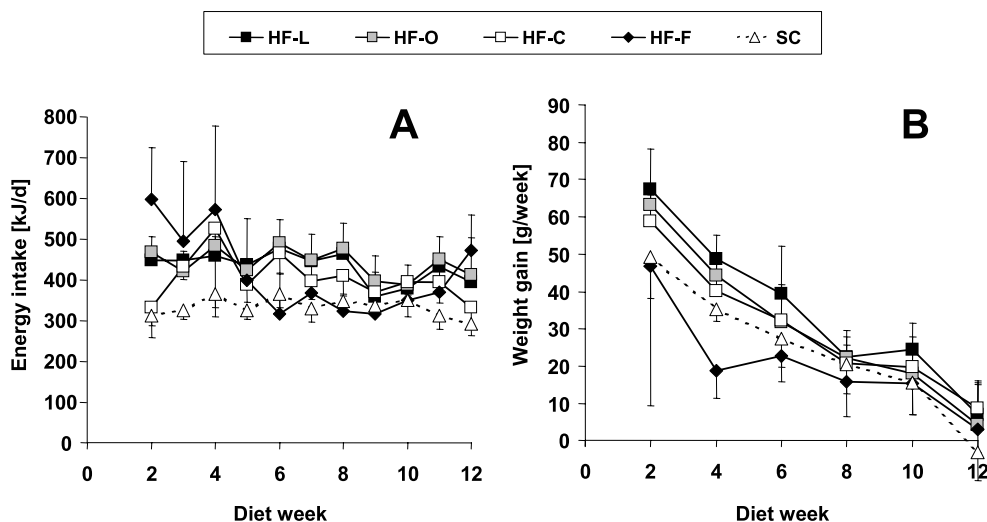 HF-L HF-O HF-C HF-F SC
A
Energy intake [kJ/d]
800
700
600
500
400
300
200
100
0
0 2 4 6 8 10 12
Diet week
B
Weight gain [g/week]
90
80
70
60
50
40
30
20
10
0
-10
0 2 4 6 8 10 12
Diet week